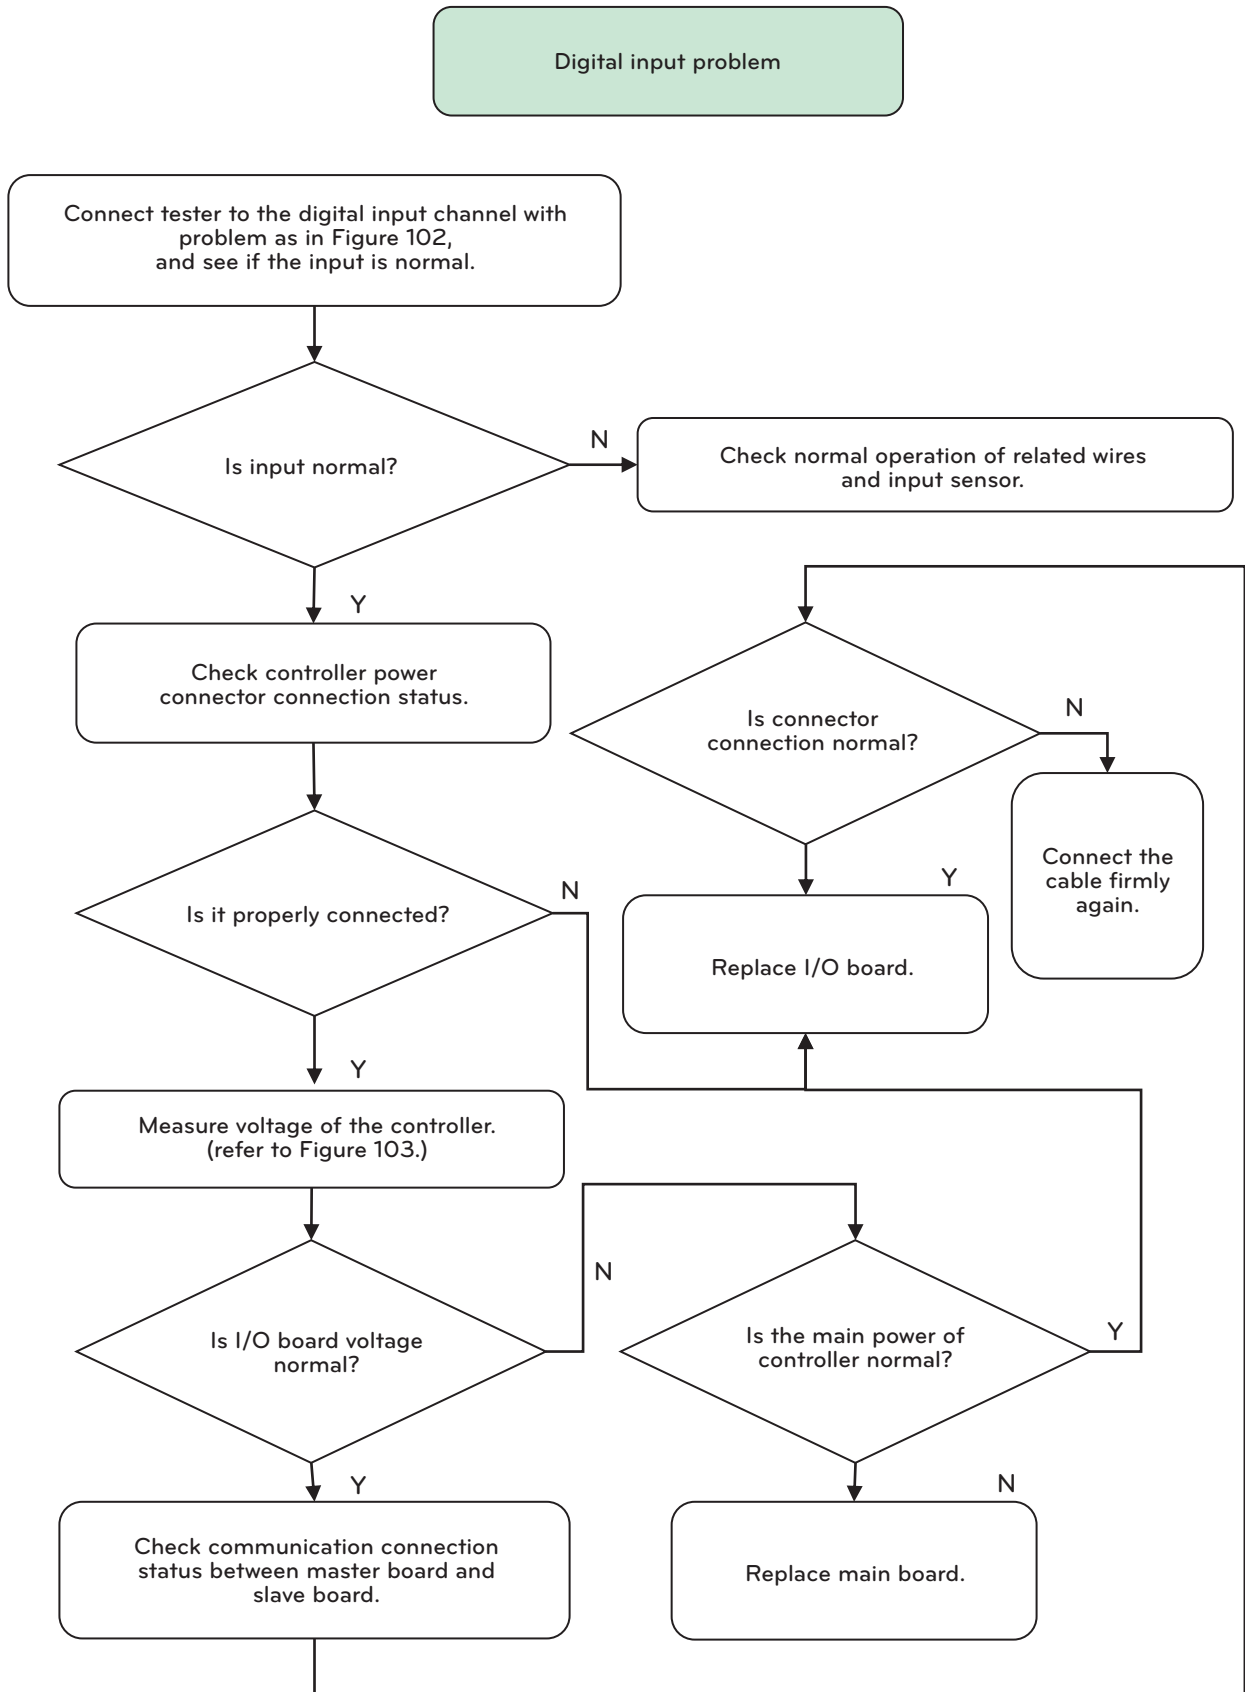 Digital input problem
Connect tester to the digital input channel with
problem as in Figure 102,
and see if the input is normal.
Is input normal?
N
Check normal operation of related wires
and input sensor.
Y
Check controller power
connector connection status.
Is connector
connection normal?
N
Connect the
cable firmly
again.
Y
Replace I/O board.
Is it properly connected?
N
Y
Measure voltage of the controller.
(refer to Figure 103.)
Is I/O board voltage
normal?
N
Is the main power of
controller normal?
Y
Y
Check communication connection
status between master board and
slave board.
N
Replace main board.